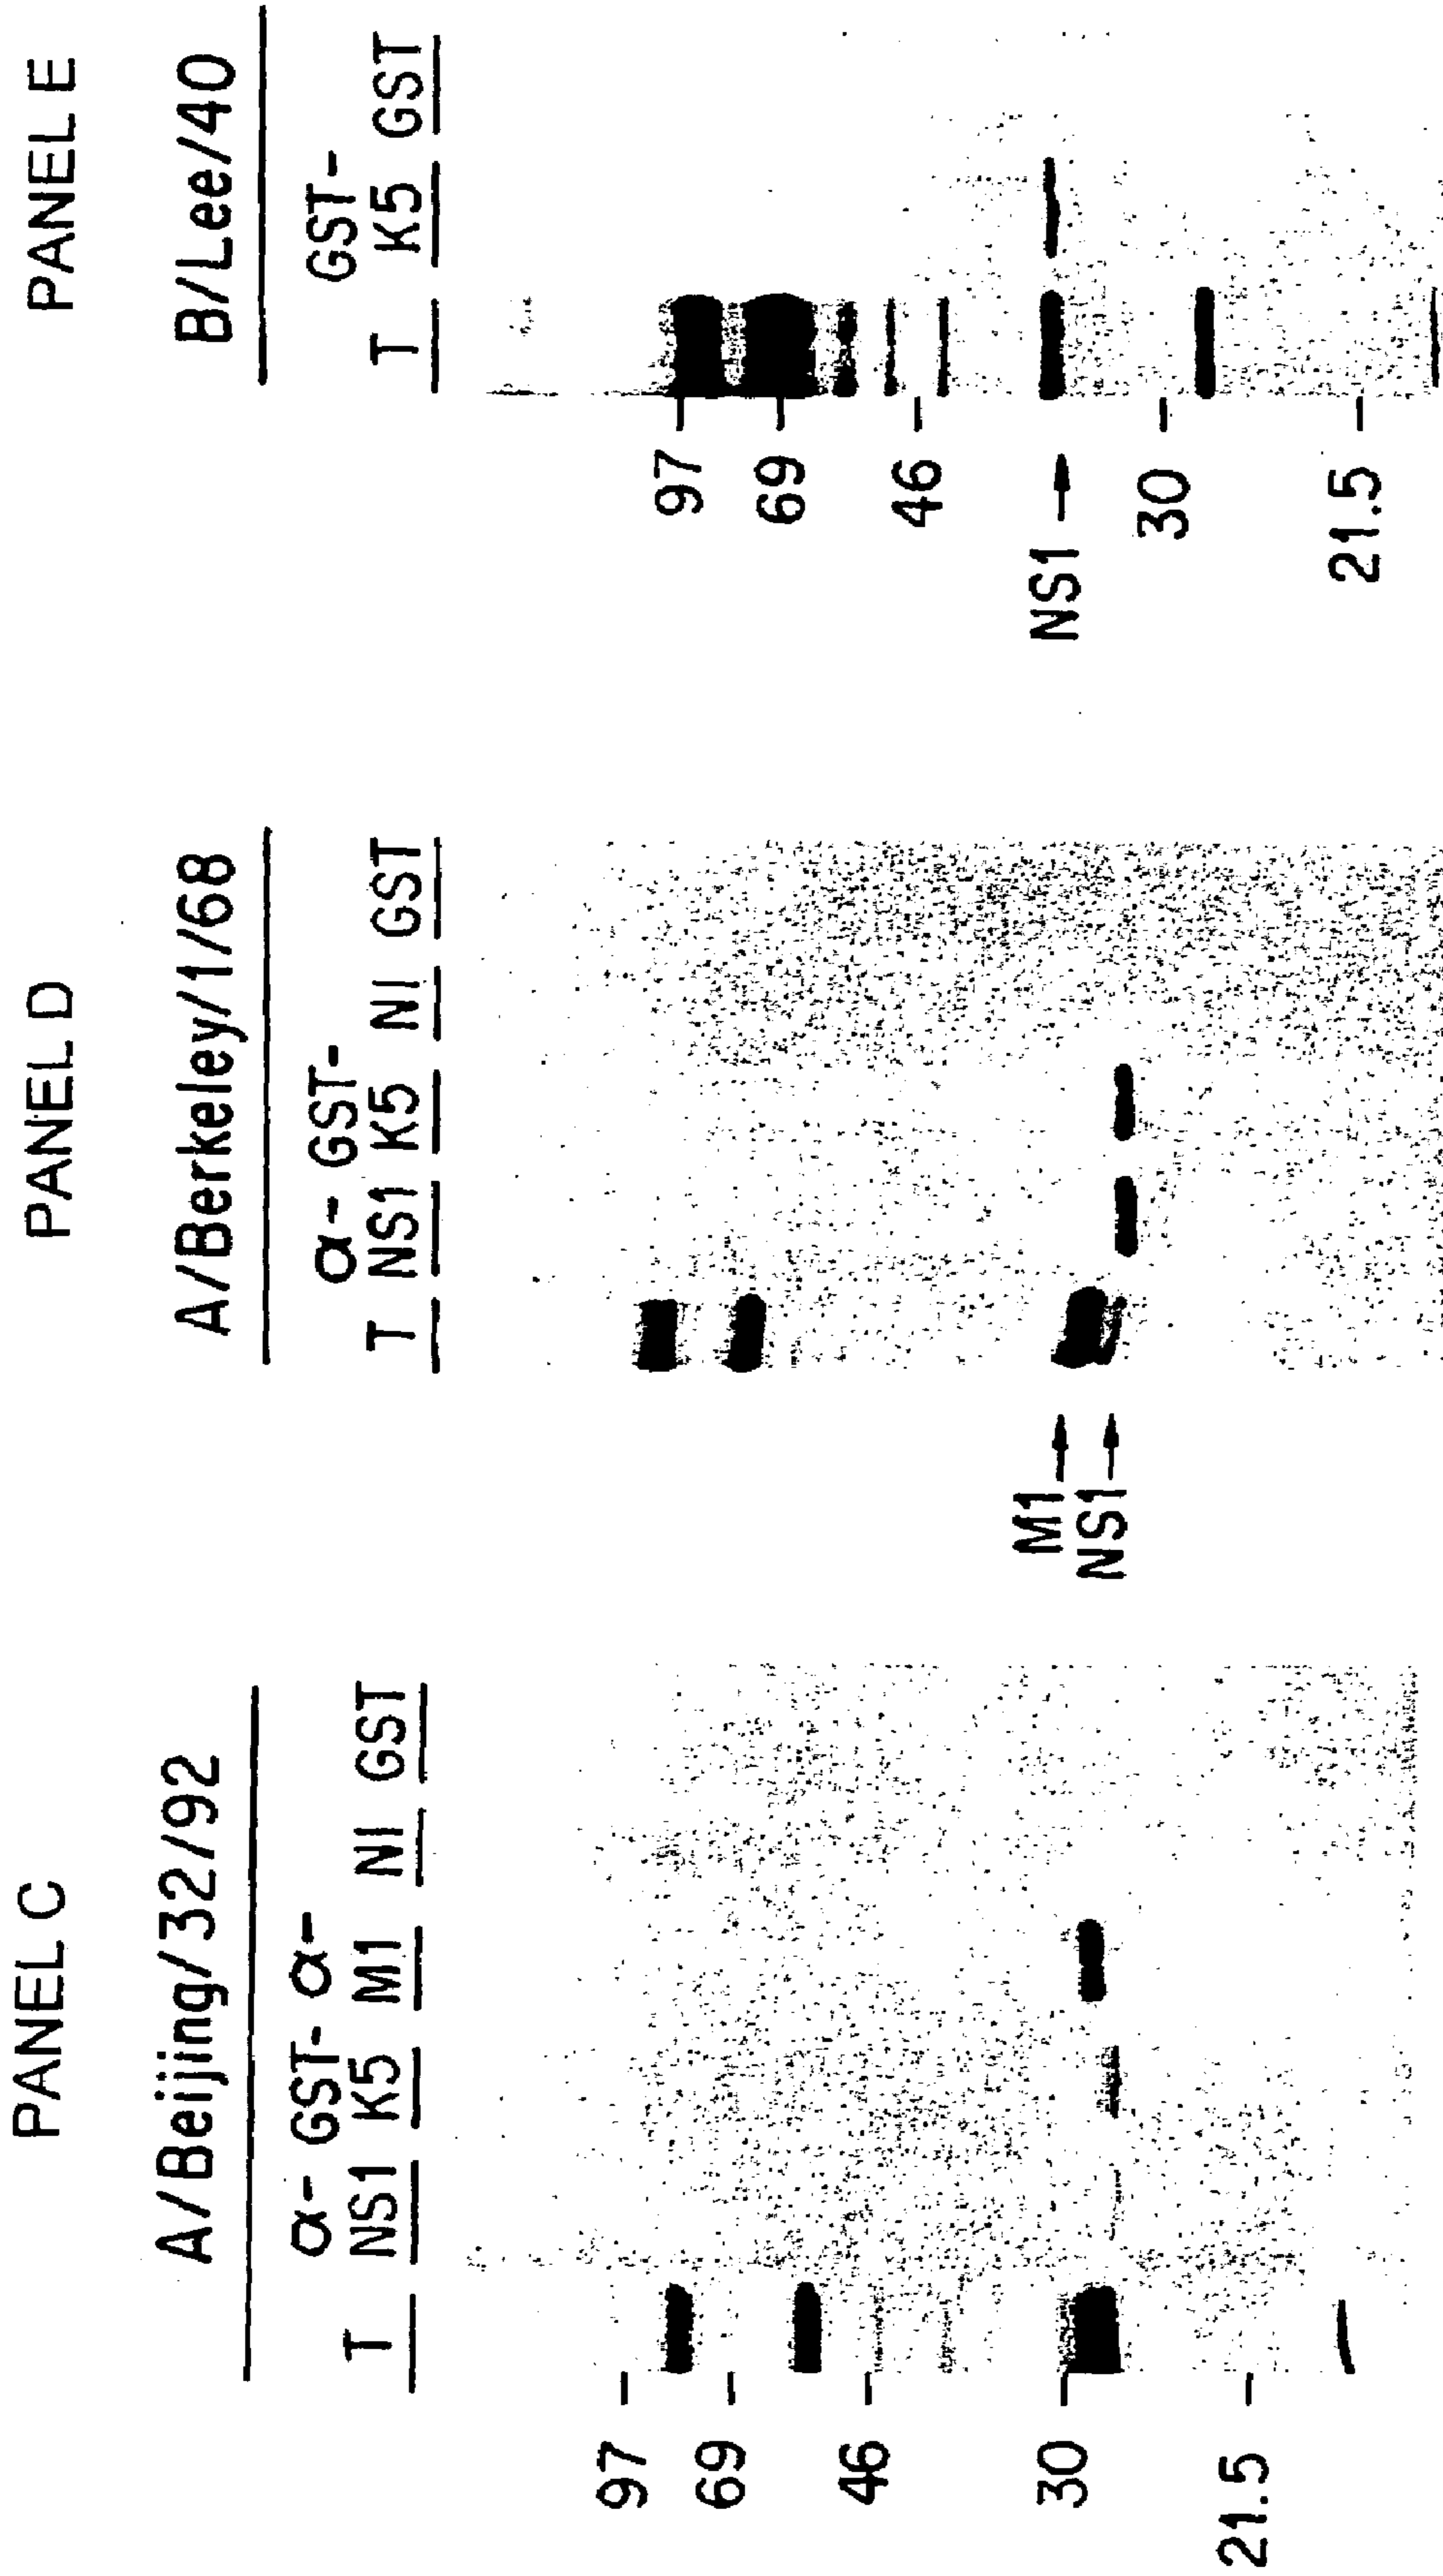 PANEL C
A/Beijing/32/92
α- GST- α-
T NS1 K5 M1 NI GST
97
69
46
30
21.5
PANEL D
A/Berkeley/1/68
α- GST-
T NS1 K5 NI GST
M1
NS1
PANEL E
B/Lee/40
GST-
T K5 GST
97
69
46
NS1
30
21.5